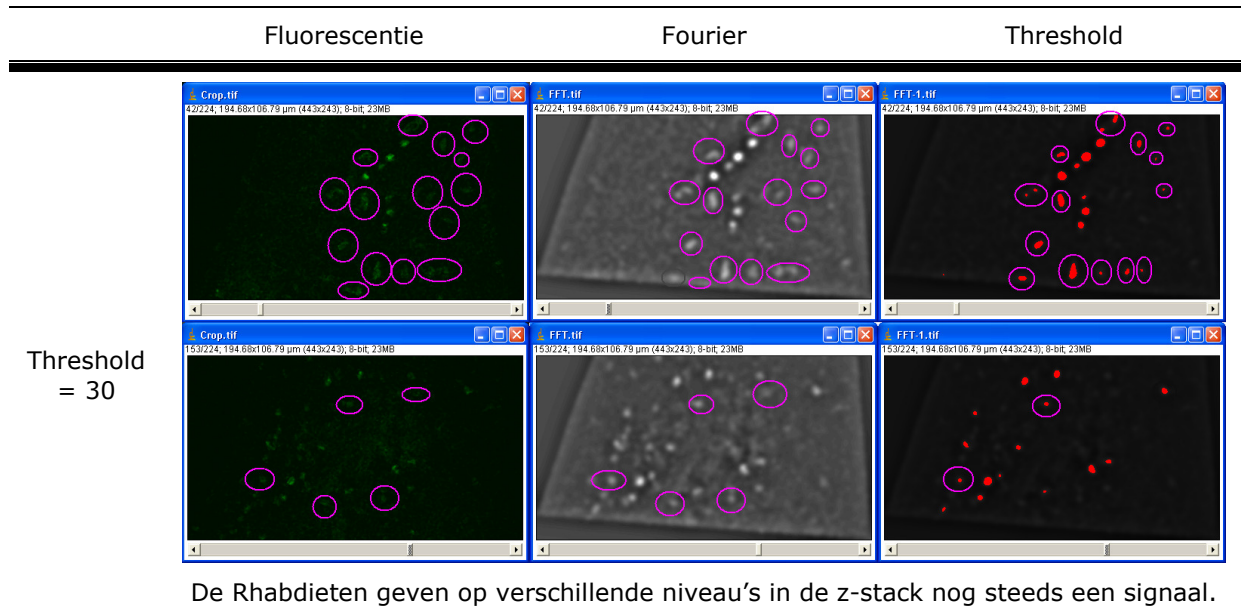 Fluorescentie Fourier Threshold
Crop.tif FFT.tif FFT-1.tif
42/224; 194.68x106.79 µm (443x243); 8-bit; 23MB 42/224; 194.68x106.79 µm (443x243); 8-bit; 23MB 42/224; 194.68x106.79 µm (443x243); 8-bit; 23MB
Crop.tif FFT.tif FFT-1.tif
153/224; 194.68x106.79 µm (443x243); 8-bit; 23MB 153/224; 194.68x106.79 µm (443x243); 8-bit; 23MB 153/224; 194.68x106.79 µm (443x243); 8-bit; 23MB
Threshold
= 30
De Rhabdieten geven op verschillende niveau’s in de z-stack nog steeds een signaal.